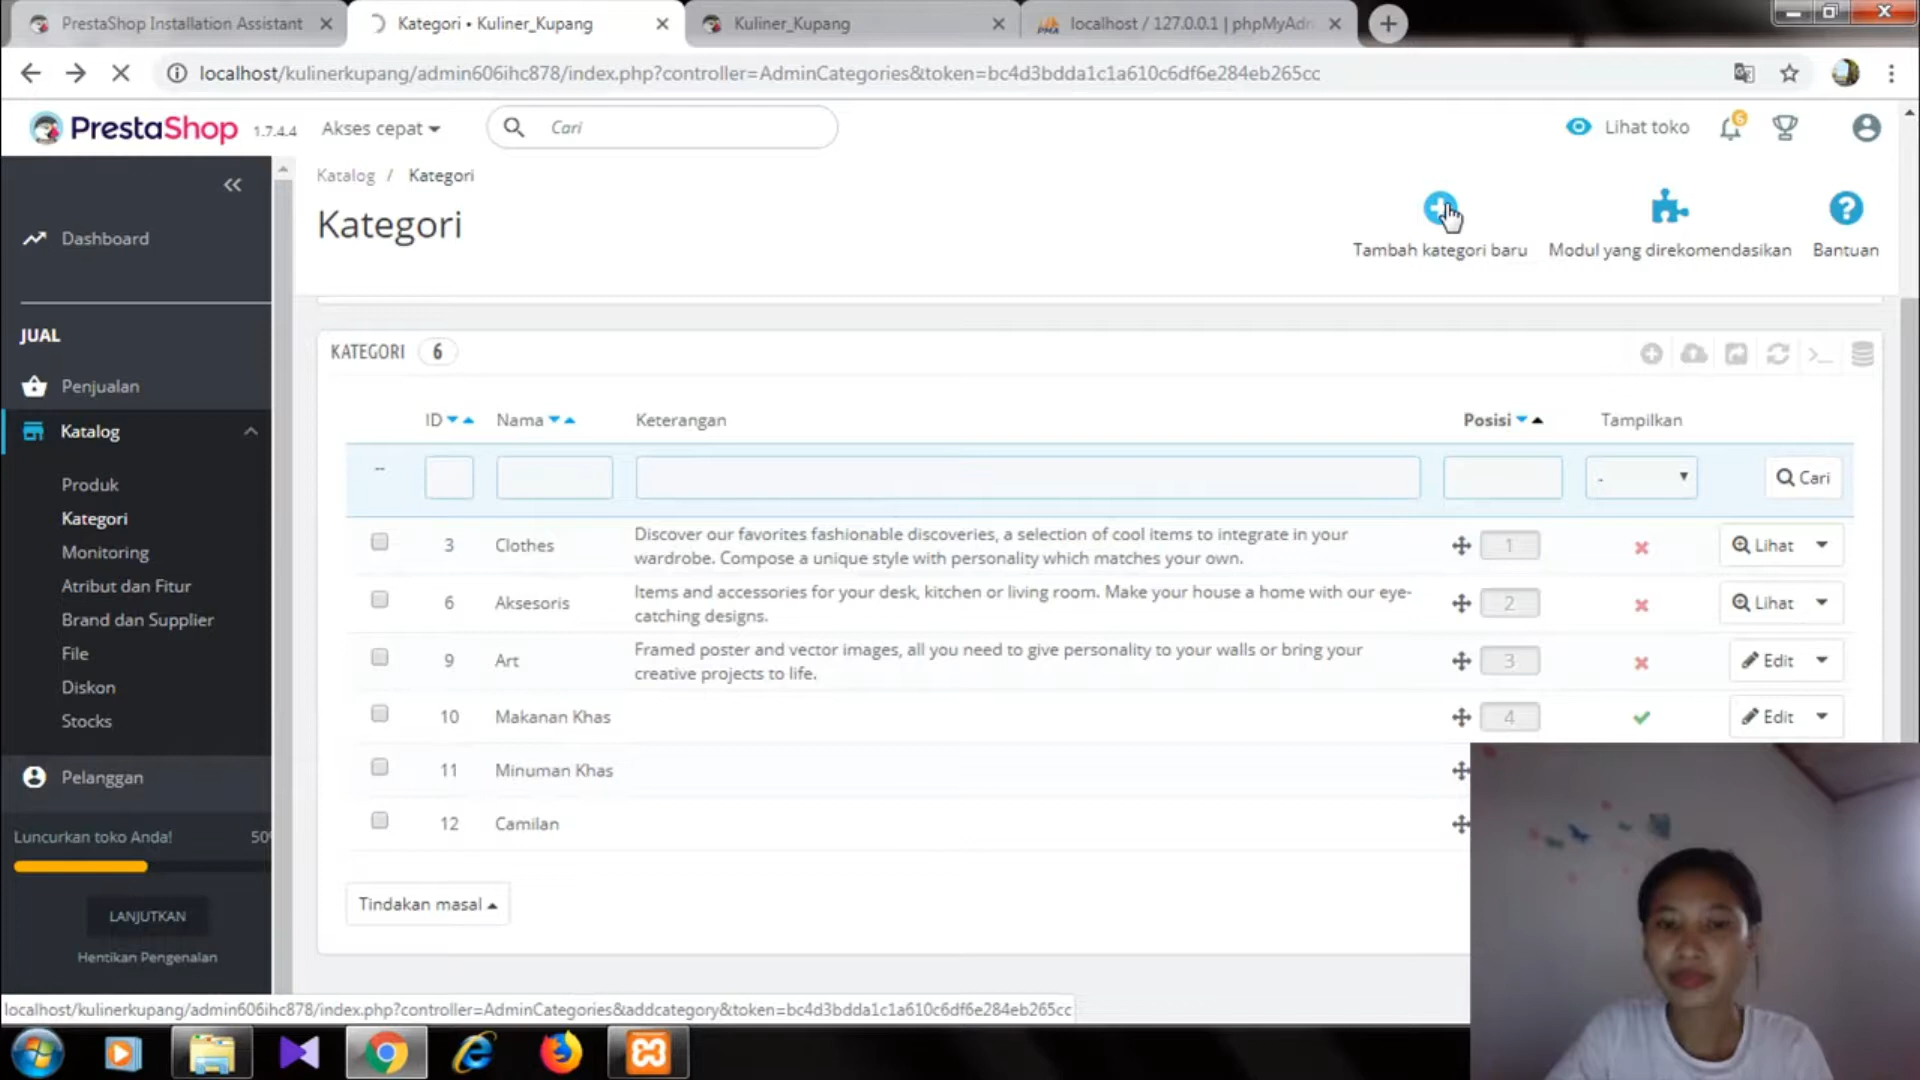 PrestaShop Installation Assistant
Kategori • Kuliner_Kupang
Kuliner_Kupang
localhost / 127.0.0.1 | phpMyAdn
localhost/kulinerkupang/admin606ihc878/index.php?controller=AdminCategories&token=bc4d3bdda1c1a610c6df6e284eb265cc
PrestaShop 1.7.4.4
Akses cepat
Cari
Lihat toko
6
Katalog / Kategori
Kategori
Tambah kategori baru
Modul yang direkomendasikan
Bantuan
Dashboard
JUAL
Penjualan
Katalog
Produk
Kategori
Monitoring
Atribut dan Fitur
Brand dan Supplier
File
Diskon
Stocks
Pelanggan
Luncurkan toko Anda! 50
LANJUTKAN
Hentikan Pengenalan
KATEGORI 6
ID Nama Keterangan Posisi Tampilkan
-- - Cari
3 Clothes Discover our favorites fashionable discoveries, a selection of cool items to integrate in your
wardrobe. Compose a unique style with personality which matches your own. 1 Lihat
6 Aksesoris Items and accessories for your desk, kitchen or living room. Make your house a home with our eye-
catching designs. 2 Lihat
9 Art Framed poster and vector images, all you need to give personality to your walls or bring your
creative projects to life. 3 Edit
10 Makanan Khas 4 Edit
11 Minuman Khas
12 Camilan
Tindakan masal
localhost/kulinerkupang/admin606ihc878/index.php?controller=AdminCategories&addcategory&token=bc4d3bdda1c1a610c6df6e284eb265cc